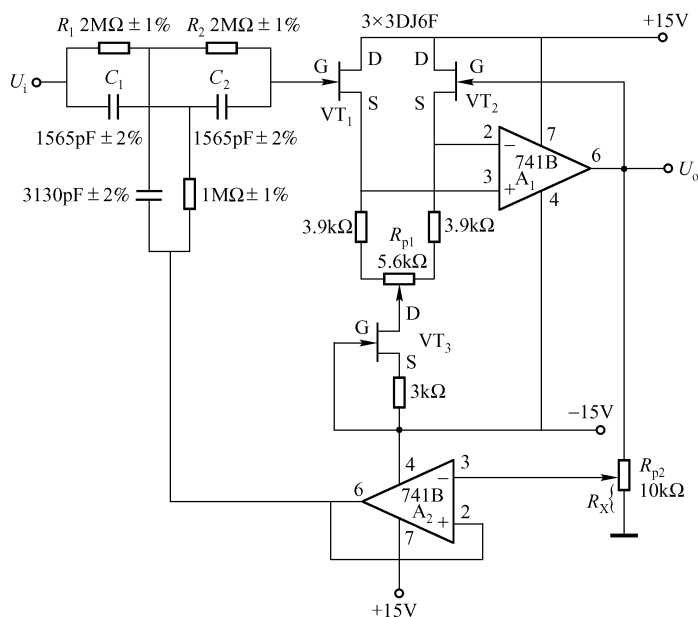 R1 2MΩ±1% R2 2MΩ±1%
3×3DJ6F
+15V
Ui
C1 C2
G D D G
S S
VT1 VT2
1565pF±2% 1565pF±2%
2 − 7
741B 6 Uo
3 + A1 4
3130pF±2% 1MΩ±1%
3.9kΩ 3.9kΩ
Rp1
5.6kΩ
D
G VT3
S
3kΩ
−15V
4 3
6 − Rp2
741B 10kΩ
A2 RX{
+ 2
7
+15V